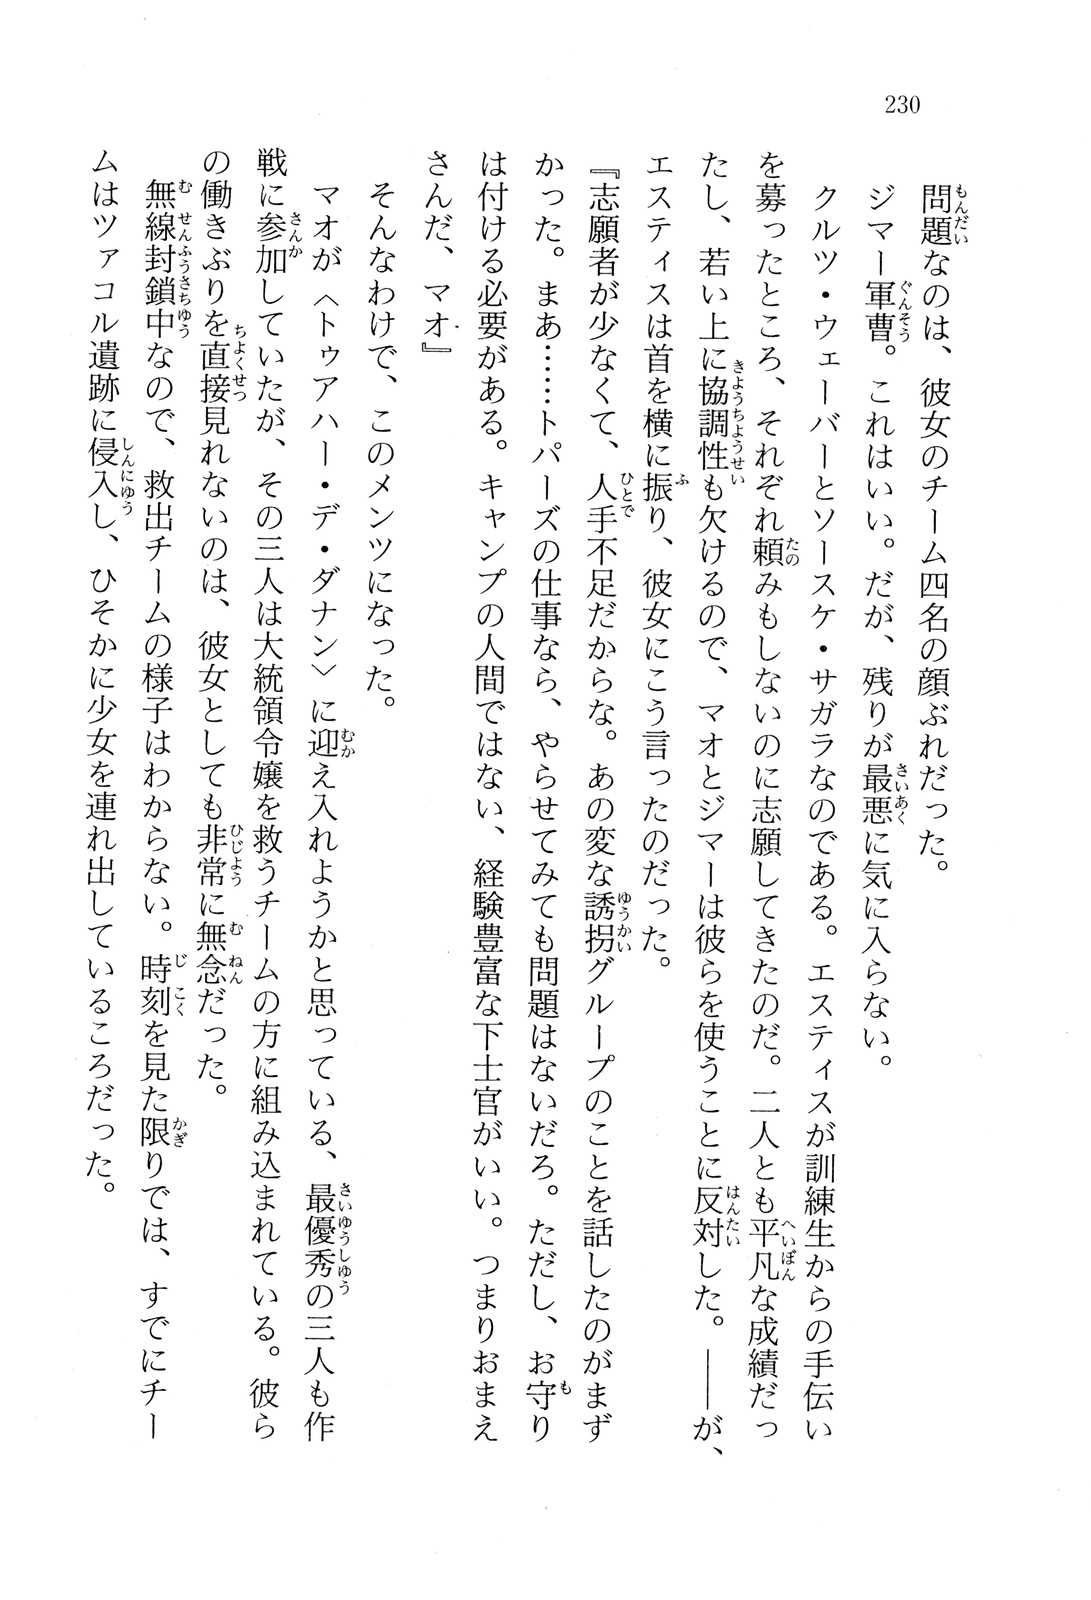 230
問題なのは、彼女のチーム四名の顔ぶれだった。
ジマー軍曹。これはいい。だが、残りが最悪に気に入らない。
クルツ・ウェーバーとソースケ・サガラなのである。エスティスが訓練生からの手伝い
を募ったところ、それぞれ頼みもしないのに志願してきたのだ。二人とも平凡な成績だっ
たし、若い上に協調性も欠けるので、マオとジマーは彼らを使うことに反対した。――が、
エスティスは首を横に振り、彼女にこう言ったのだった。
『志願者が少なくて、人手不足だからな。あの変な誘拐グループのことを話したのがまず
かった。まあ……トパーズの仕事なら、やらせてみても問題はないだろ。ただし、お守り
は付ける必要がある。キャンプの人間ではない、経験豊富な下士官がいい。つまりおまえ
さんだ、マオ』
そんなわけで、このメンツになった。
マオが〈トゥアハー・デ・ダナン〉に迎え入れようかと思っている、最優秀の三人も作
戦に参加していたが、その三人は大統領令嬢を救うチームの方に組み込まれている。彼ら
の働きぶりを直接見れないのは、彼女としても非常に無念だった。
無線封鎖中なので、救出チームの様子はわからない。時刻を見た限りでは、すでにチー
ムはツァコル遺跡に侵入し、ひそかに少女を連れ出しているころだった。